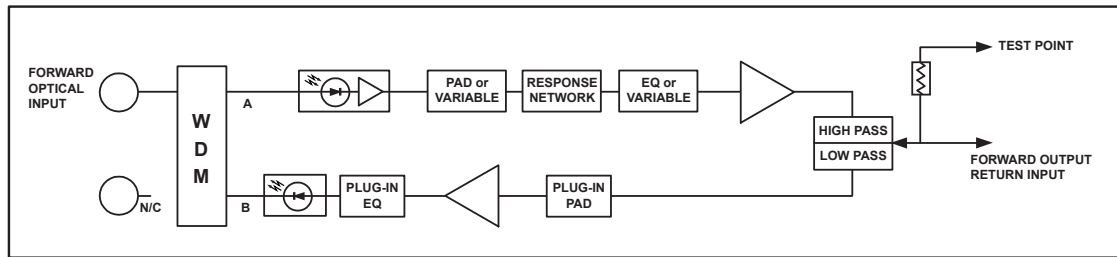 TEST POINT
FORWARD
OPTICAL
INPUT
WDM
A
PAD or
VARIABLE
RESPONSE
NETWORK
EQ or
VARIABLE
HIGH PASS
LOW PASS
FORWARD OUTPUT
RETURN INPUT
N/C
B
PLUG-IN
EQ
PLUG-IN
PAD